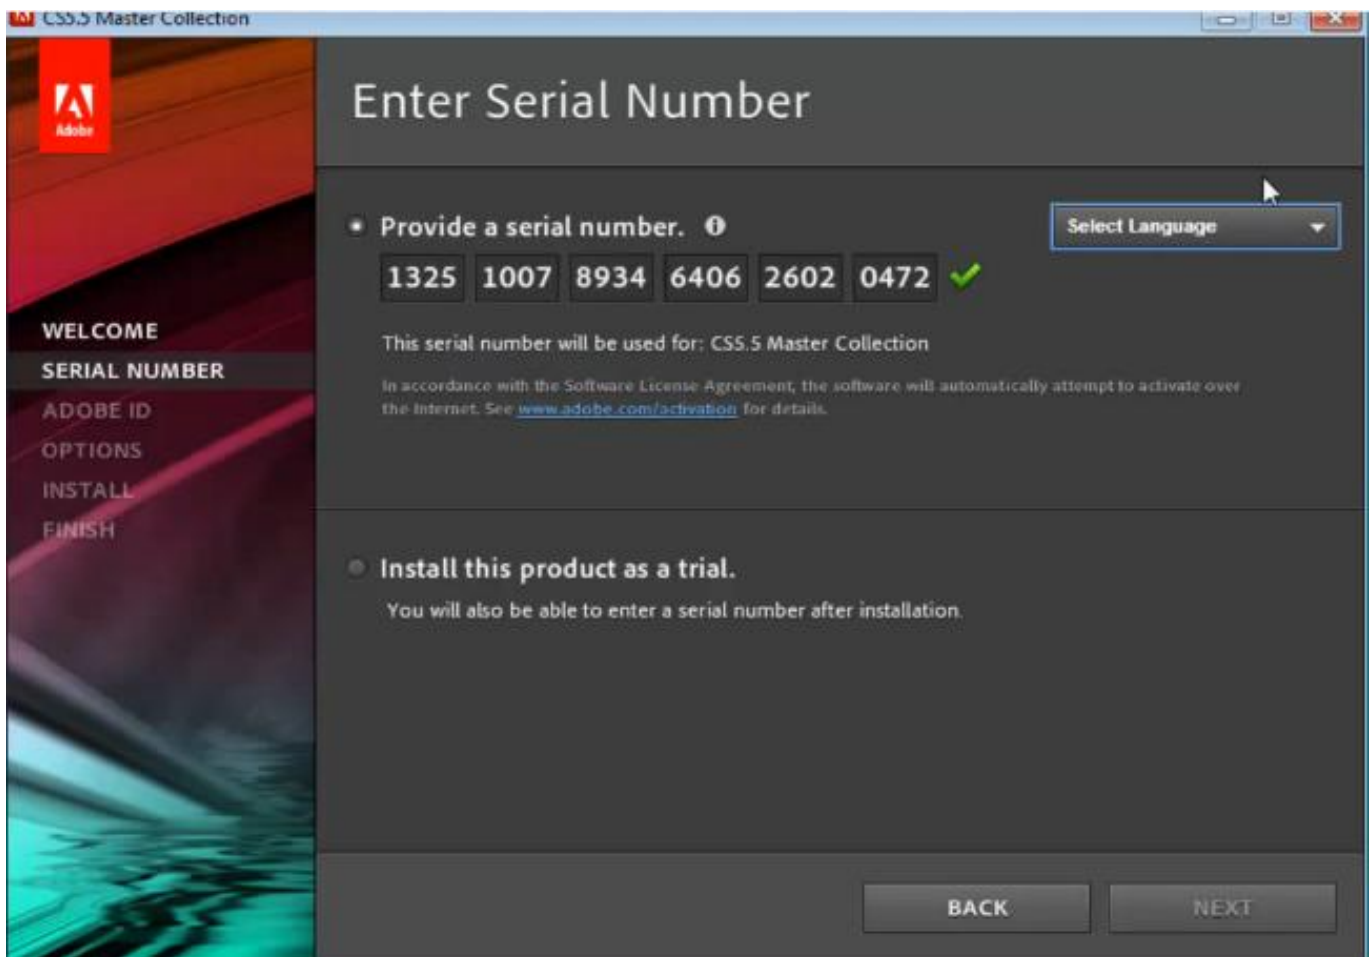 CS5.5 Master Collection
Adobe
Enter Serial Number
Provide a serial number.
Select Language
1325 1007 8934 6406 2602 0472
This serial number will be used for: CS5.5 Master Collection
In accordance with the Software License Agreement, the software will automatically attempt to activate over
the Internet. See www.adobe.com/activation for details.
WELCOME
SERIAL NUMBER
ADOBE ID
OPTIONS
INSTALL
FINISH
Install this product as a trial.
You will also be able to enter a serial number after installation.
BACK
NEXT